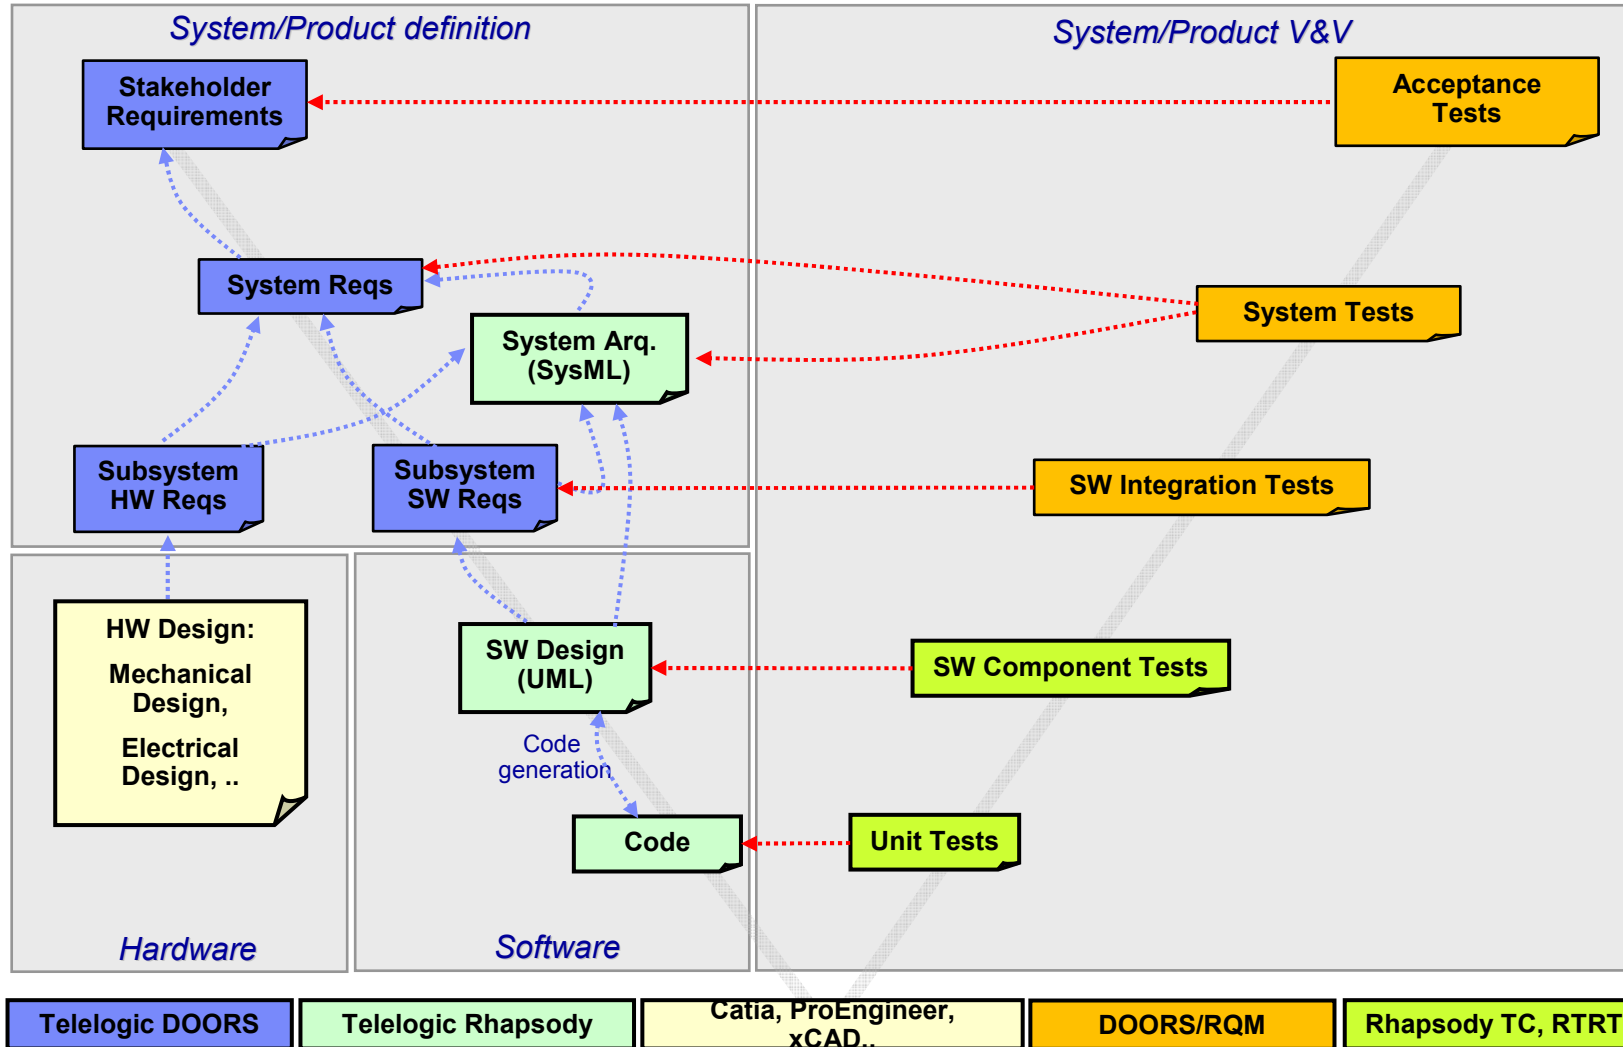 System/Product definition
System/Product V&V
Stakeholder
Requirements
Acceptance
Tests
System Reqs
System Tests
System Arq.
(SysML)
Subsystem
HW Reqs
Subsystem
SW Reqs
SW Integration Tests
HW Design:
Mechanical
Design,
Electrical
Design, ..
SW Design
(UML)
SW Component Tests
Code
generation
Code
Unit Tests
Hardware
Software
Telelogic DOORS
Telelogic Rhapsody
Catia, ProEngineer,
xCAD..
DOORS/RQM
Rhapsody TC, RTRT